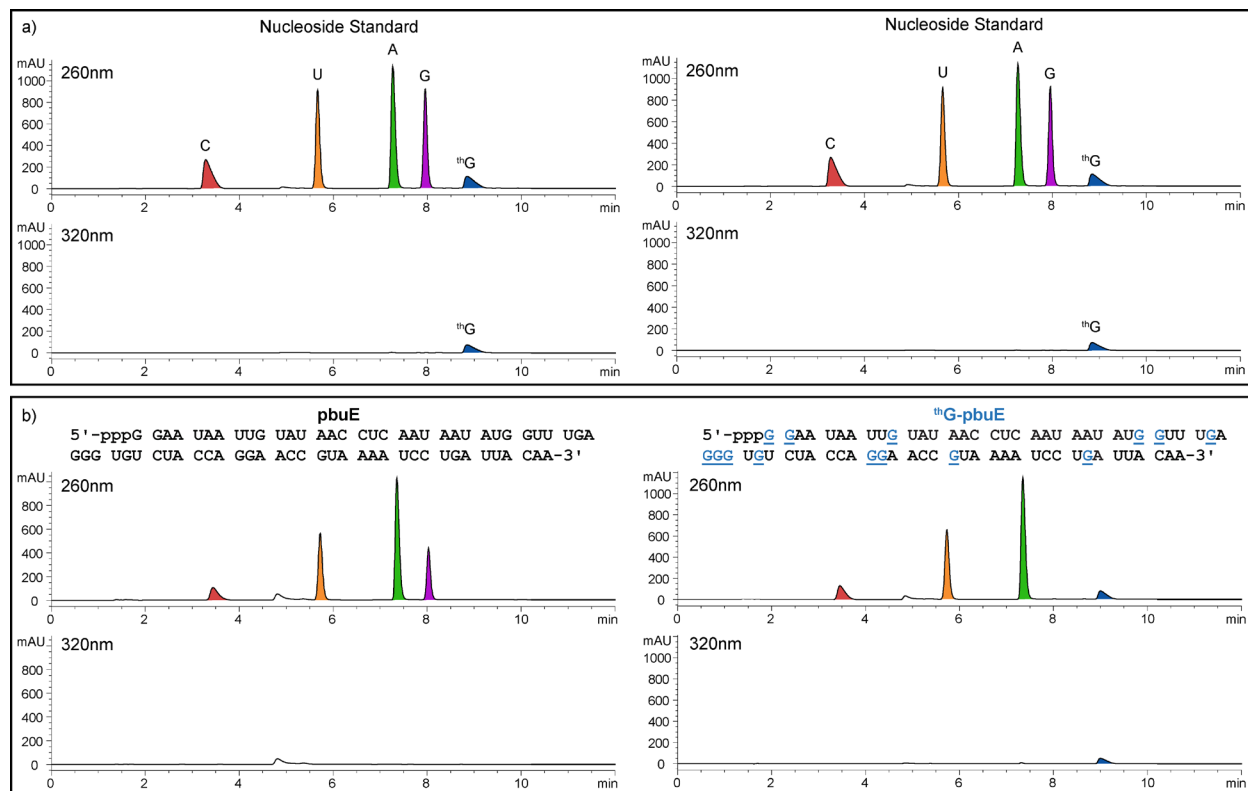 a)
Nucleoside Standard
mAU
260nm
1000
800
600
400
200
0
C
U
A
G
thG
0 2 4 6 8 10 min
mAU
320nm
1000
800
600
400
200
0
thG
0 2 4 6 8 10 min
Nucleoside Standard
mAU
260nm
1000
800
600
400
200
0
C
U
A
G
thG
0 2 4 6 8 10 min
mAU
320nm
1000
800
600
400
200
0
thG
0 2 4 6 8 10 min
b)
pbuE
5'-pppG GAA UAA UUG UAU AAC CUC AAU AAU AUG GUU UGA
GGG UGU CUA CCA GGA ACC GUA AAA UCC UGA UUA CAA-3'
mAU
260nm
800
600
400
200
0
0 2 4 6 8 10 min
mAU
320nm
800
600
400
200
0
0 2 4 6 8 10 min
thG-pbuE
5'-pppG GAA UAA UUG UAU AAC CUC AAU AAU AUG GUU UGA
GGG UGU CUA CCA GGA ACC GUA AAA UCC UGA UUA CAA-3'
mAU
260nm
1000
800
600
400
200
0
0 2 4 6 8 10 min
mAU
320nm
1000
800
600
400
200
0
0 2 4 6 8 10 min